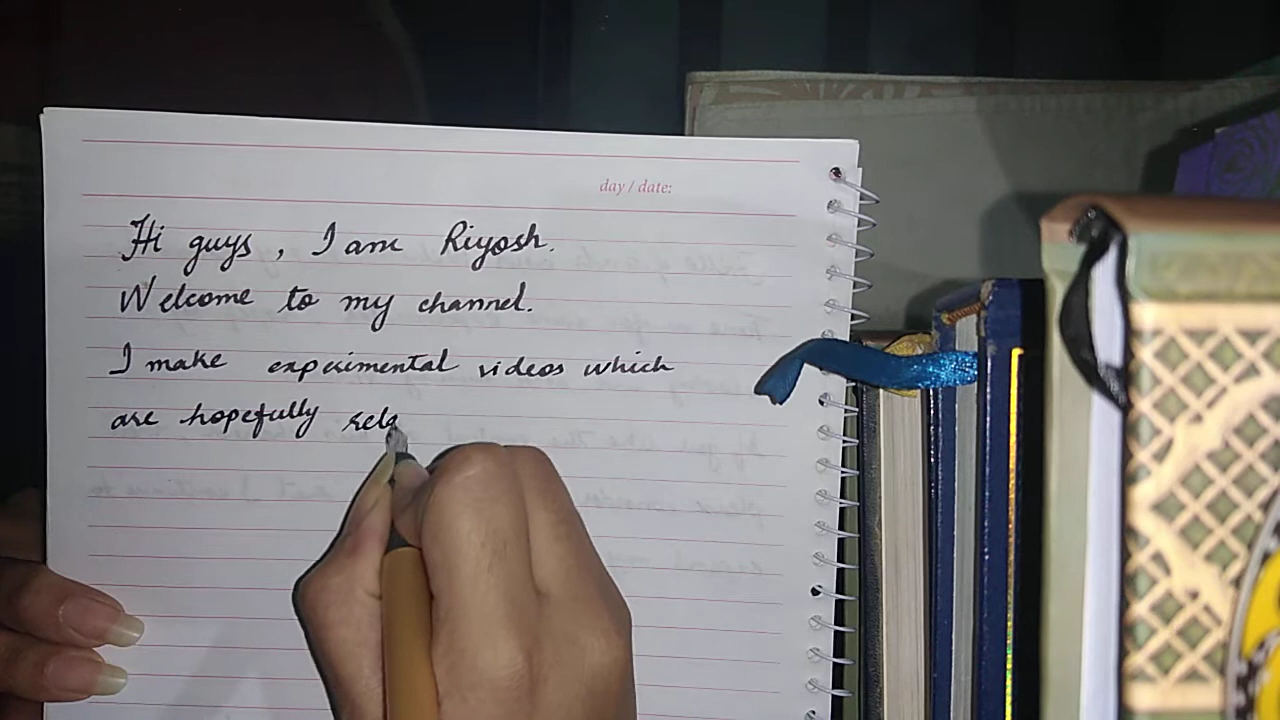 day / date:
Hi guys, I am Riyosh.
Welcome to my channel.
I make experimental videos which
are hopefully rela